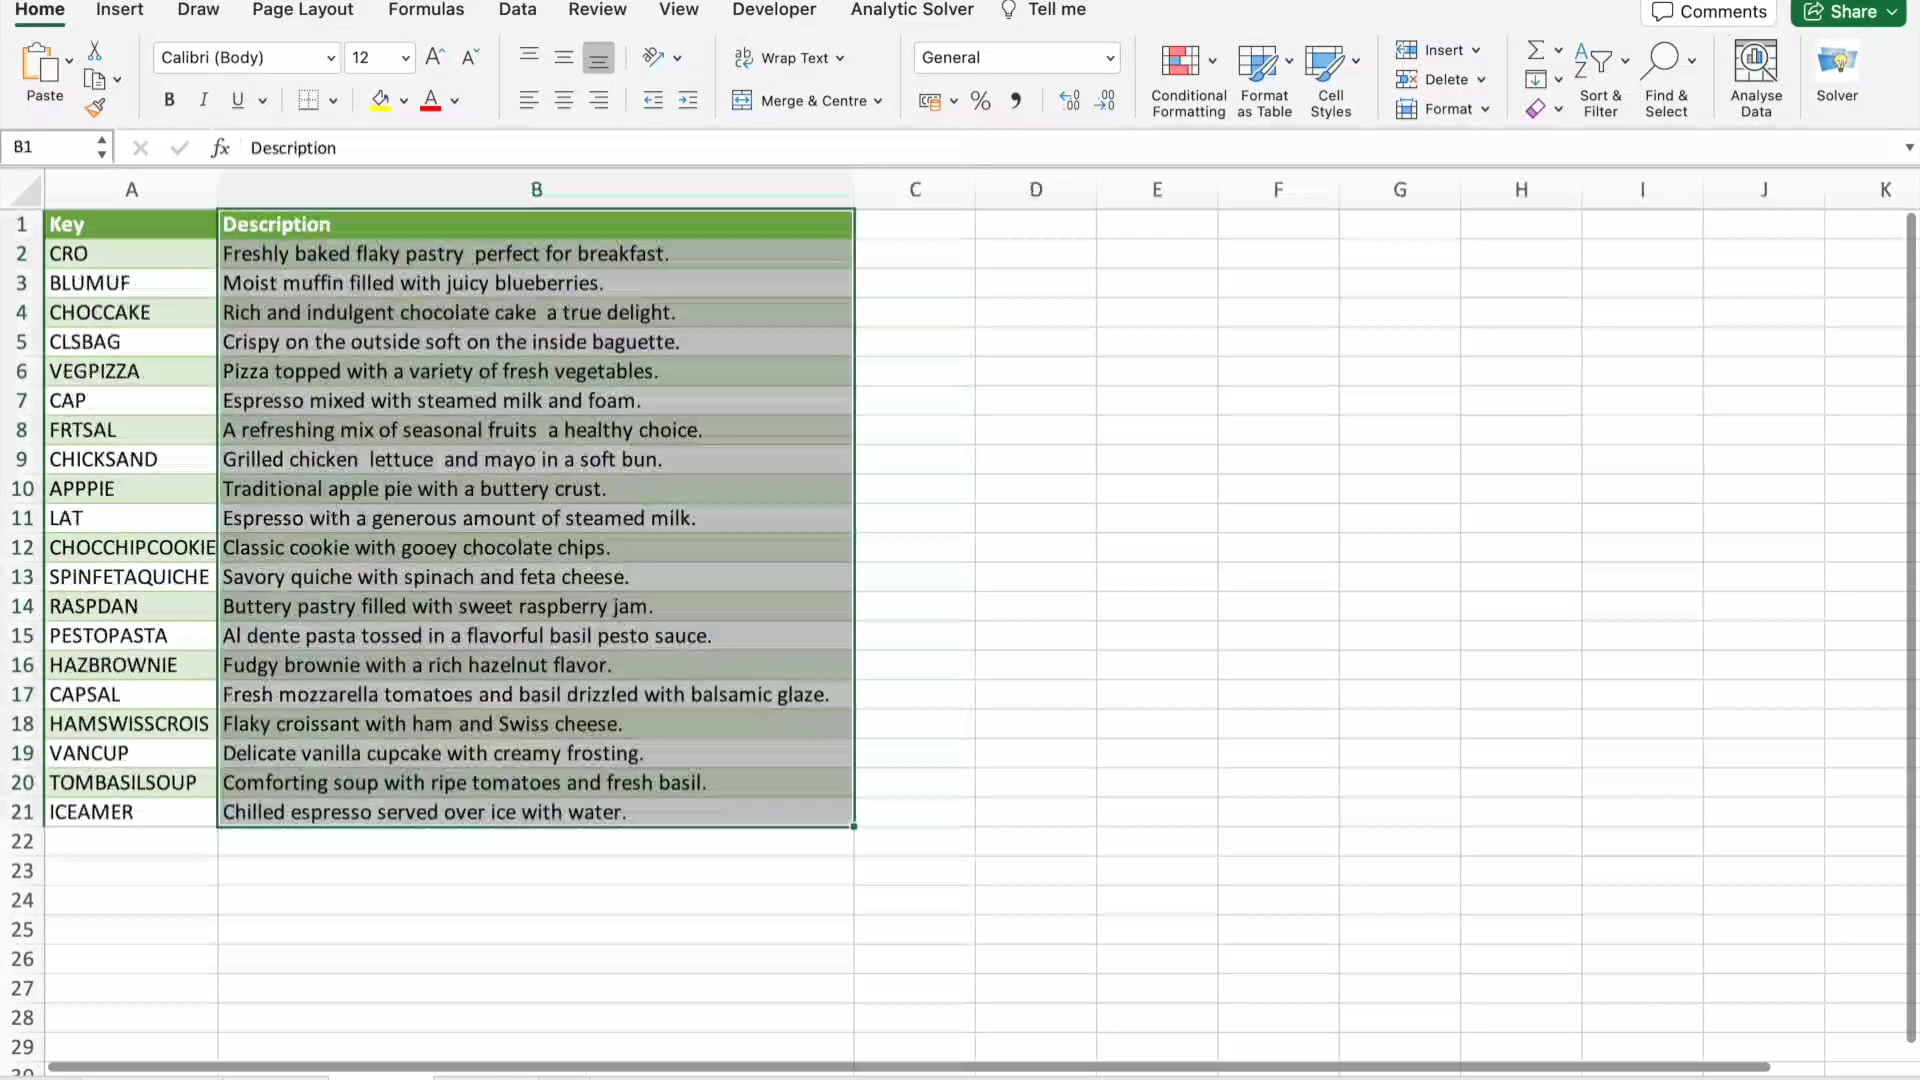 Home Insert Draw Page Layout Formulas Data Review View Developer Analytic Solver Tell me Comments Share
Paste
Calibri (Body) 12
B I U
Wrap Text
Merge & Centre
General
Conditional Formatting
Format as Table
Cell Styles
Insert
Delete
Format
Sort & Filter
Find & Select
Analyse Data
Solver
B1 fx Description
A B C D E F G H I J K
1 Key Description
2 CRO Freshly baked flaky pastry  perfect for breakfast.
3 BLUMUF Moist muffin filled with juicy blueberries.
4 CHOCCAKE Rich and indulgent chocolate cake  a true delight.
5 CLSBAG Crispy on the outside soft on the inside baguette.
6 VEGPIZZA Pizza topped with a variety of fresh vegetables.
7 CAP Espresso mixed with steamed milk and foam.
8 FRTSAL A refreshing mix of seasonal fruits  a healthy choice.
9 CHICKSAND Grilled chicken  lettuce  and mayo in a soft bun.
10 APPPIE Traditional apple pie with a buttery crust.
11 LAT Espresso with a generous amount of steamed milk.
12 CHOCCHIPCOOKIE Classic cookie with gooey chocolate chips.
13 SPINFETAQUICHE Savory quiche with spinach and feta cheese.
14 RASPDAN Buttery pastry filled with sweet raspberry jam.
15 PESTOPASTA Al dente pasta tossed in a flavorful basil pesto sauce.
16 HAZBROWNIE Fudgy brownie with a rich hazelnut flavor.
17 CAPSAL Fresh mozzarella tomatoes and basil drizzled with balsamic glaze.
18 HAMSWISSCROIS Flaky croissant with ham and Swiss cheese.
19 VANCUP Delicate vanilla cupcake with creamy frosting.
20 TOMBASILSOUP Comforting soup with ripe tomatoes and fresh basil.
21 ICEAMER Chilled espresso served over ice with water.
22
23
24
25
26
27
28
29
30